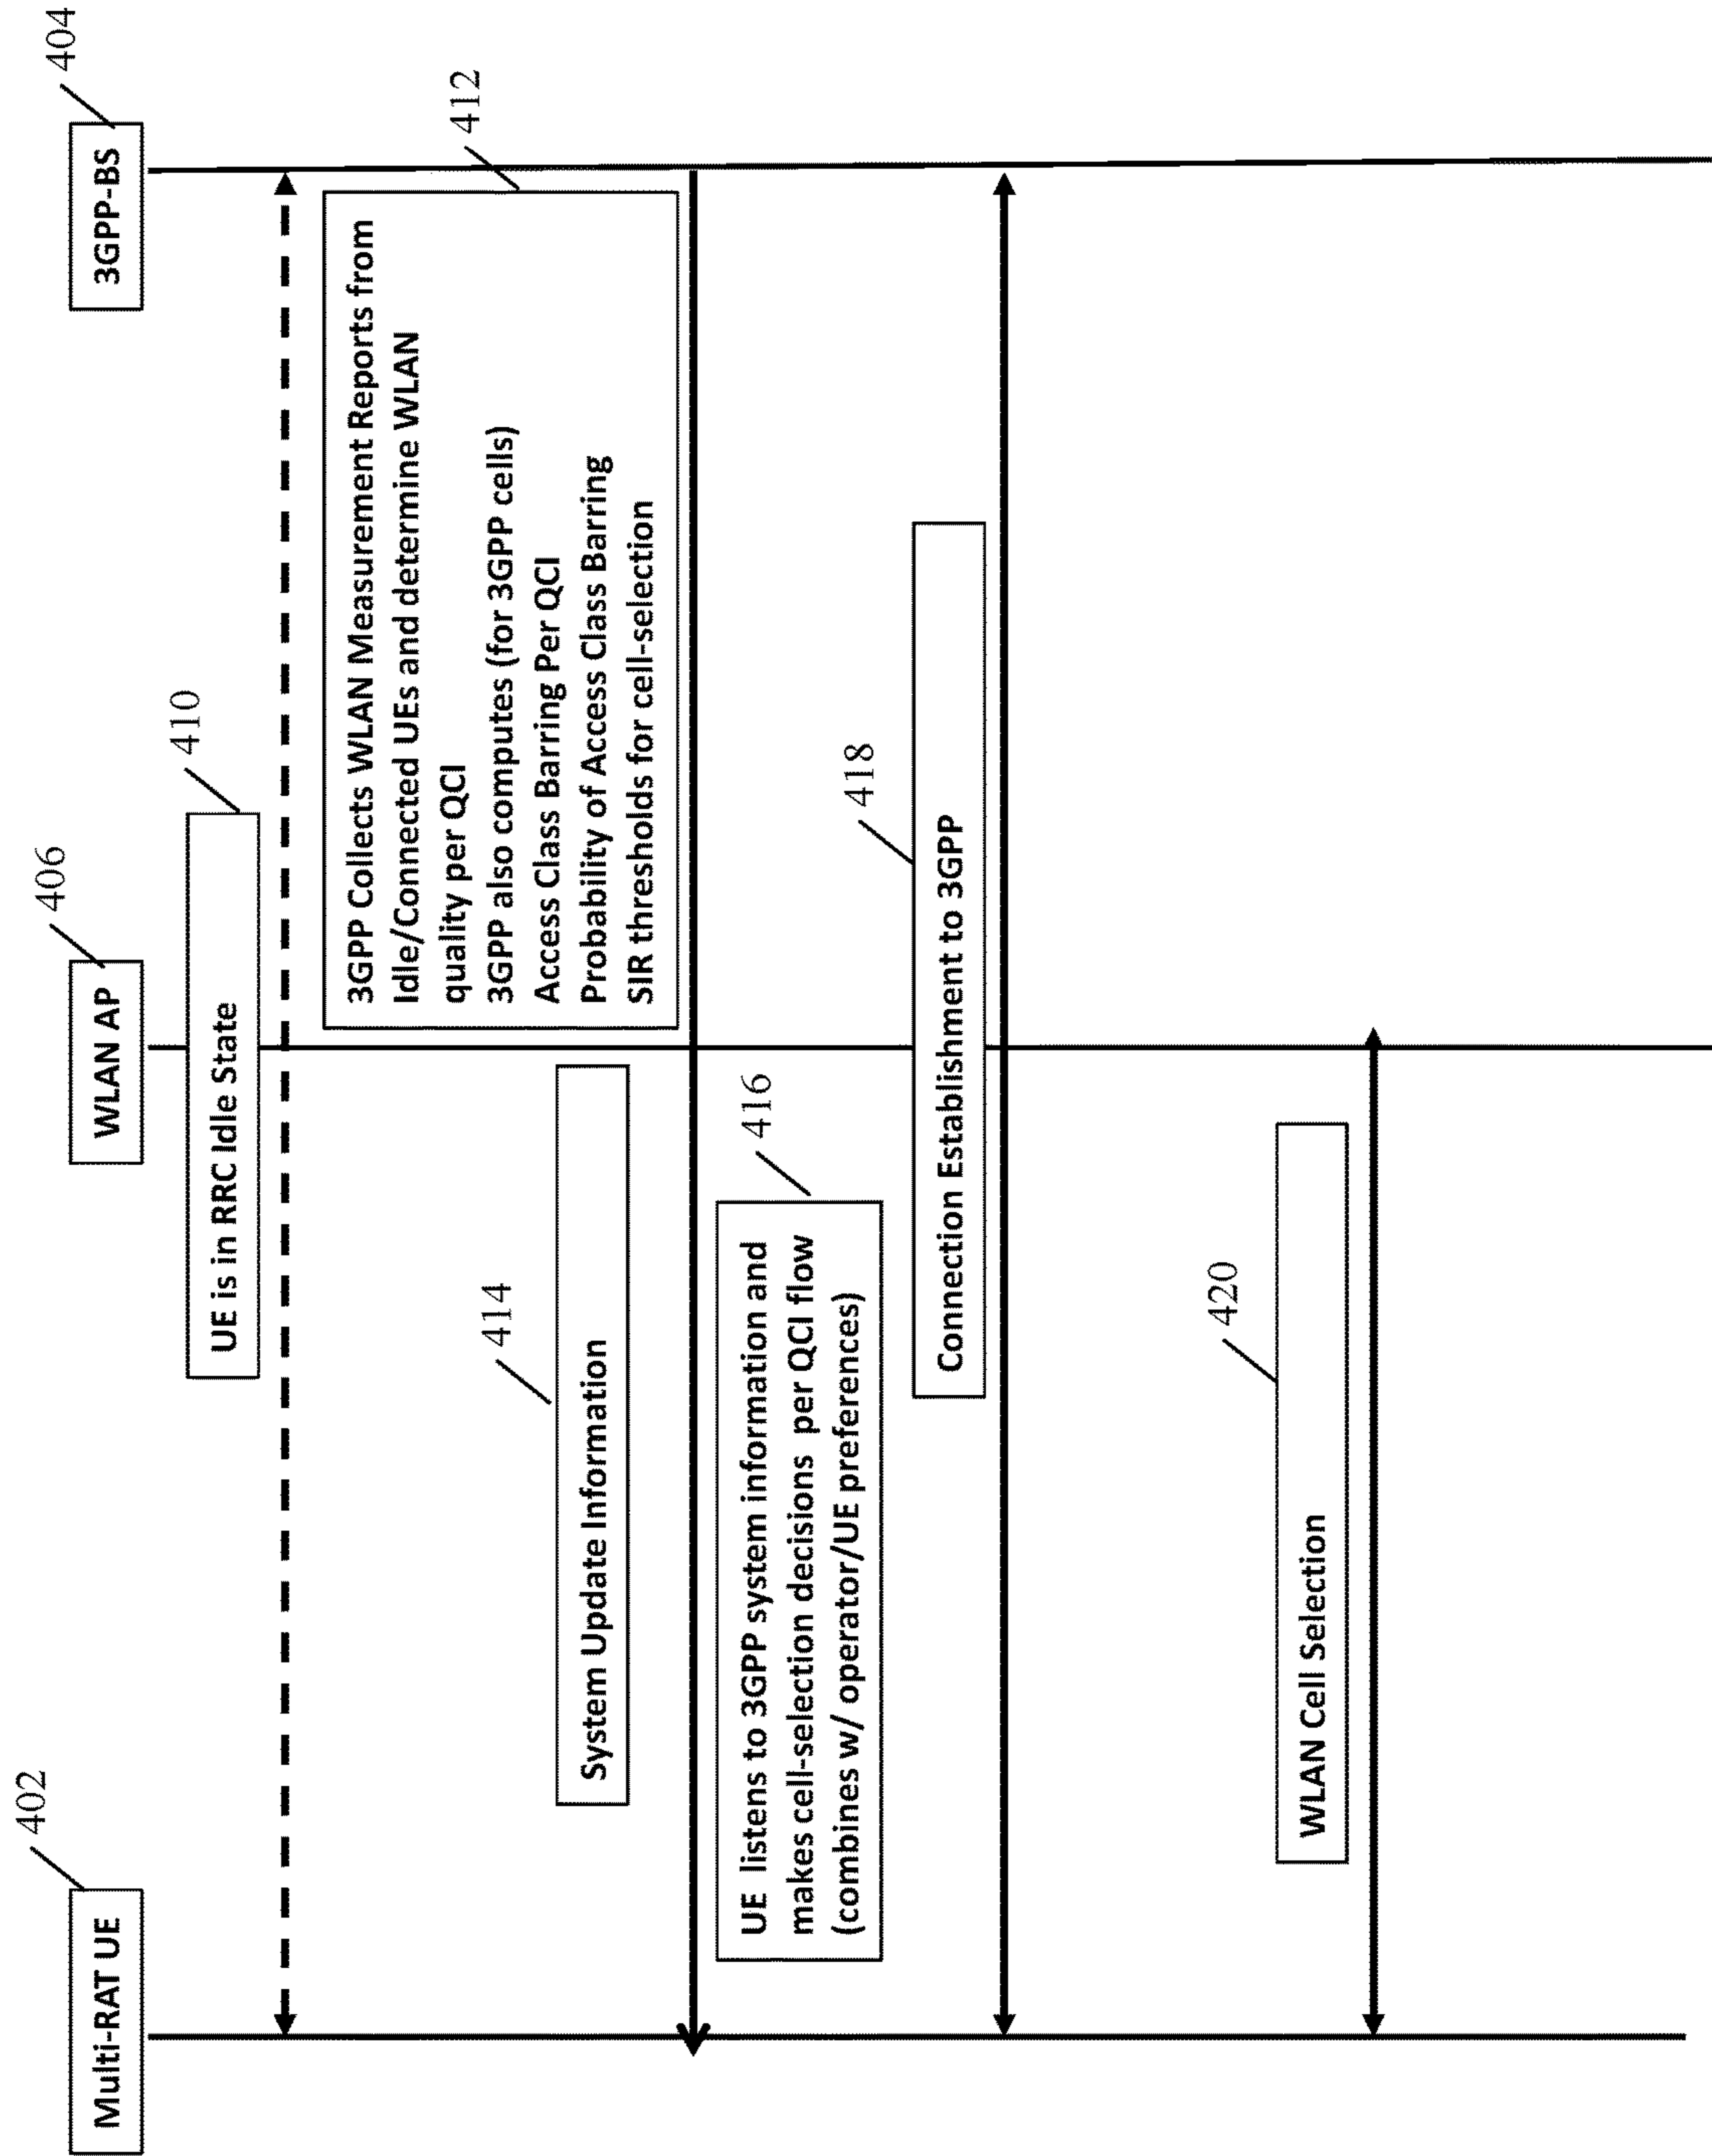 Multi-RAT UE
402
WLAN AP
406
3GPP-BS
404
UE is in RRC Idle State
410
3GPP Collects WLAN Measurement Reports from
Idle/Connected UEs and determine WLAN
quality per QCI
3GPP also computes (for 3GPP cells)
Access Class Barring Per QCI
Probability of Access Class Barring
SIR thresholds for cell-selection
412
System Update Information
414
UE listens to 3GPP system information and
makes cell-selection decisions per QCI flow
(combines w/ operator/UE preferences)
416
Connection Establishment to 3GPP
418
WLAN Cell Selection
420